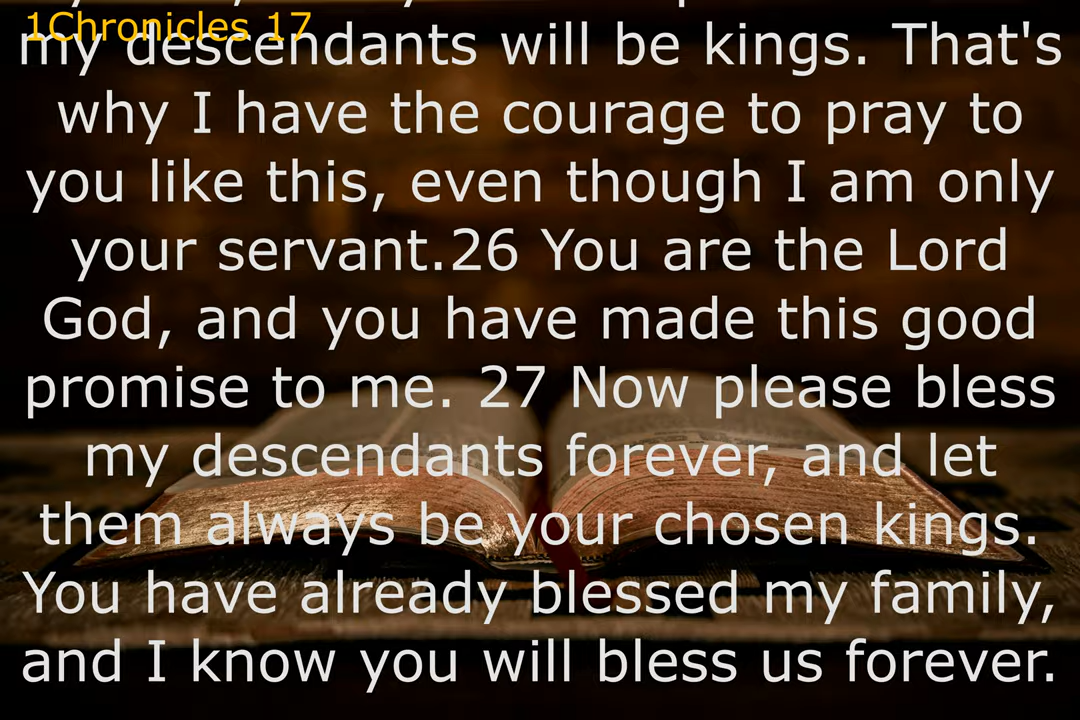 1Chronicles 17
my descendants will be kings. That's
why I have the courage to pray to
you like this, even though I am only
your servant.26 You are the Lord
God, and you have made this good
promise to me. 27 Now please bless
my descendants forever, and let
them always be your chosen kings.
You have already blessed my family,
and I know you will bless us forever.